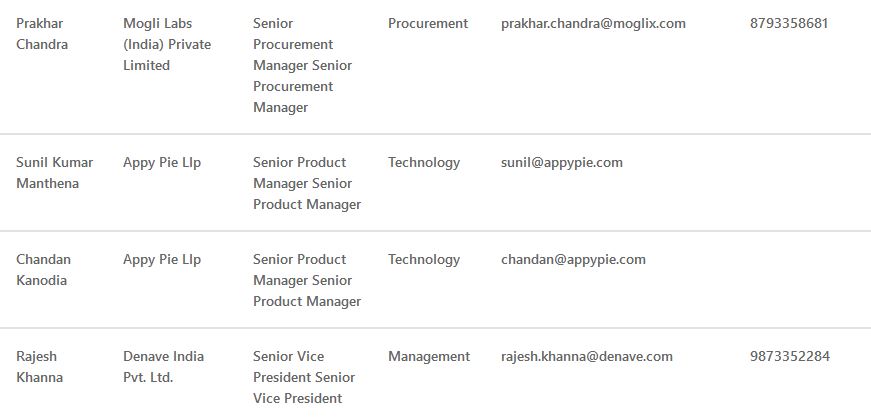 Prakhar Chandra Mogli Labs (India) Private Limited Senior Procurement Manager Senior Procurement Manager Procurement prakhar.chandra@moglix.com 8793358681
Sunil Kumar Manthena Appy Pie Llp Senior Product Manager Senior Product Manager Technology sunil@appypie.com
Chandan Kanodia Appy Pie Llp Senior Product Manager Senior Product Manager Technology chandan@appypie.com
Rajesh Khanna Denave India Pvt. Ltd. Senior Vice President Senior Vice President Management rajesh.khanna@denave.com 9873352284